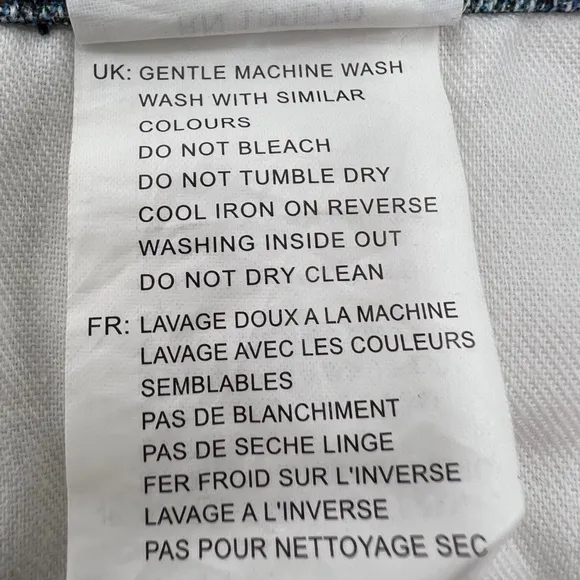 UK: GENTLE MACHINE WASH
WASH WITH SIMILAR
COLOURS
DO NOT BLEACH
DO NOT TUMBLE DRY
COOL IRON ON REVERSE
WASHING INSIDE OUT
DO NOT DRY CLEAN
FR: LAVAGE DOUX A LA MACHINE
LAVAGE AVEC LES COULEURS
SEMBLABLES
PAS DE BLANCHIMENT
PAS DE SECHE LINGE
FER FROID SUR L'INVERSE
LAVAGE A L'INVERSE
PAS POUR NETTOYAGE SEC